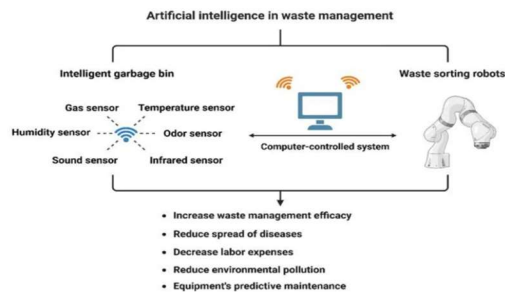 Artificial intelligence in waste management
Intelligent garbage bin
Waste sorting robots
Gas sensor
Temperature sensor
Humidity sensor
Odor sensor
Sound sensor
Infrared sensor
Computer-controlled system
• Increase waste management efficacy
• Reduce spread of diseases
• Decrease labor expenses
• Reduce environmental pollution
• Equipment's predictive maintenance